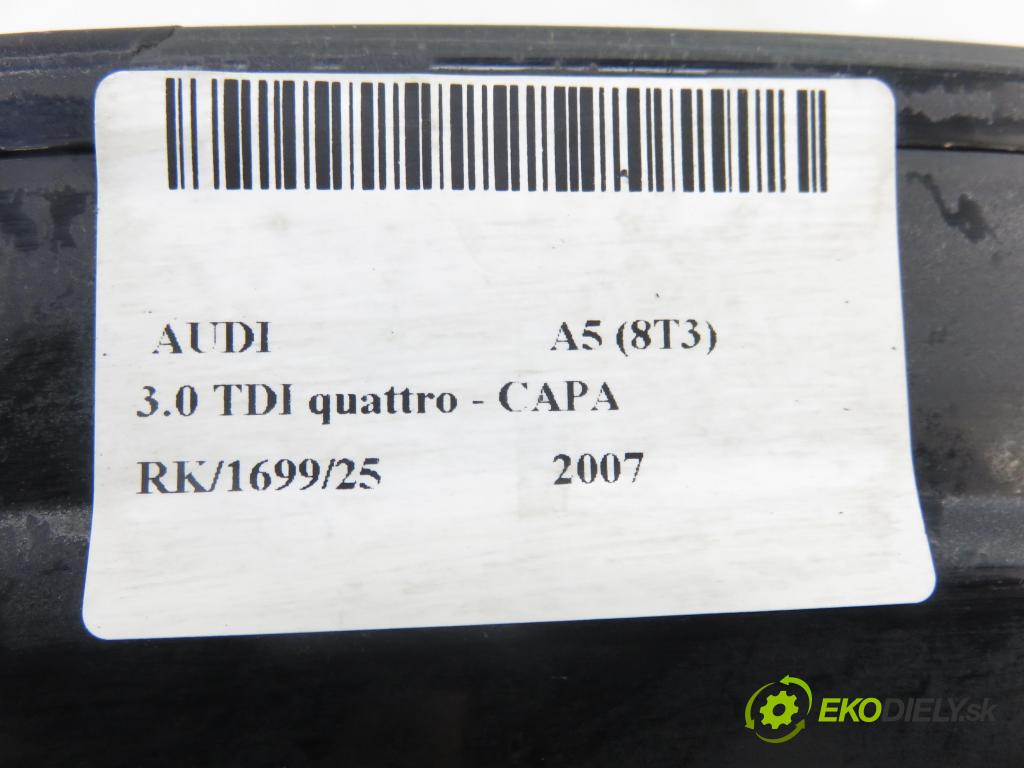 AUDI A5 (8T3)
3.0 TDI quattro - CAPA
RK/1699/25 2007
EKODIELY.sk